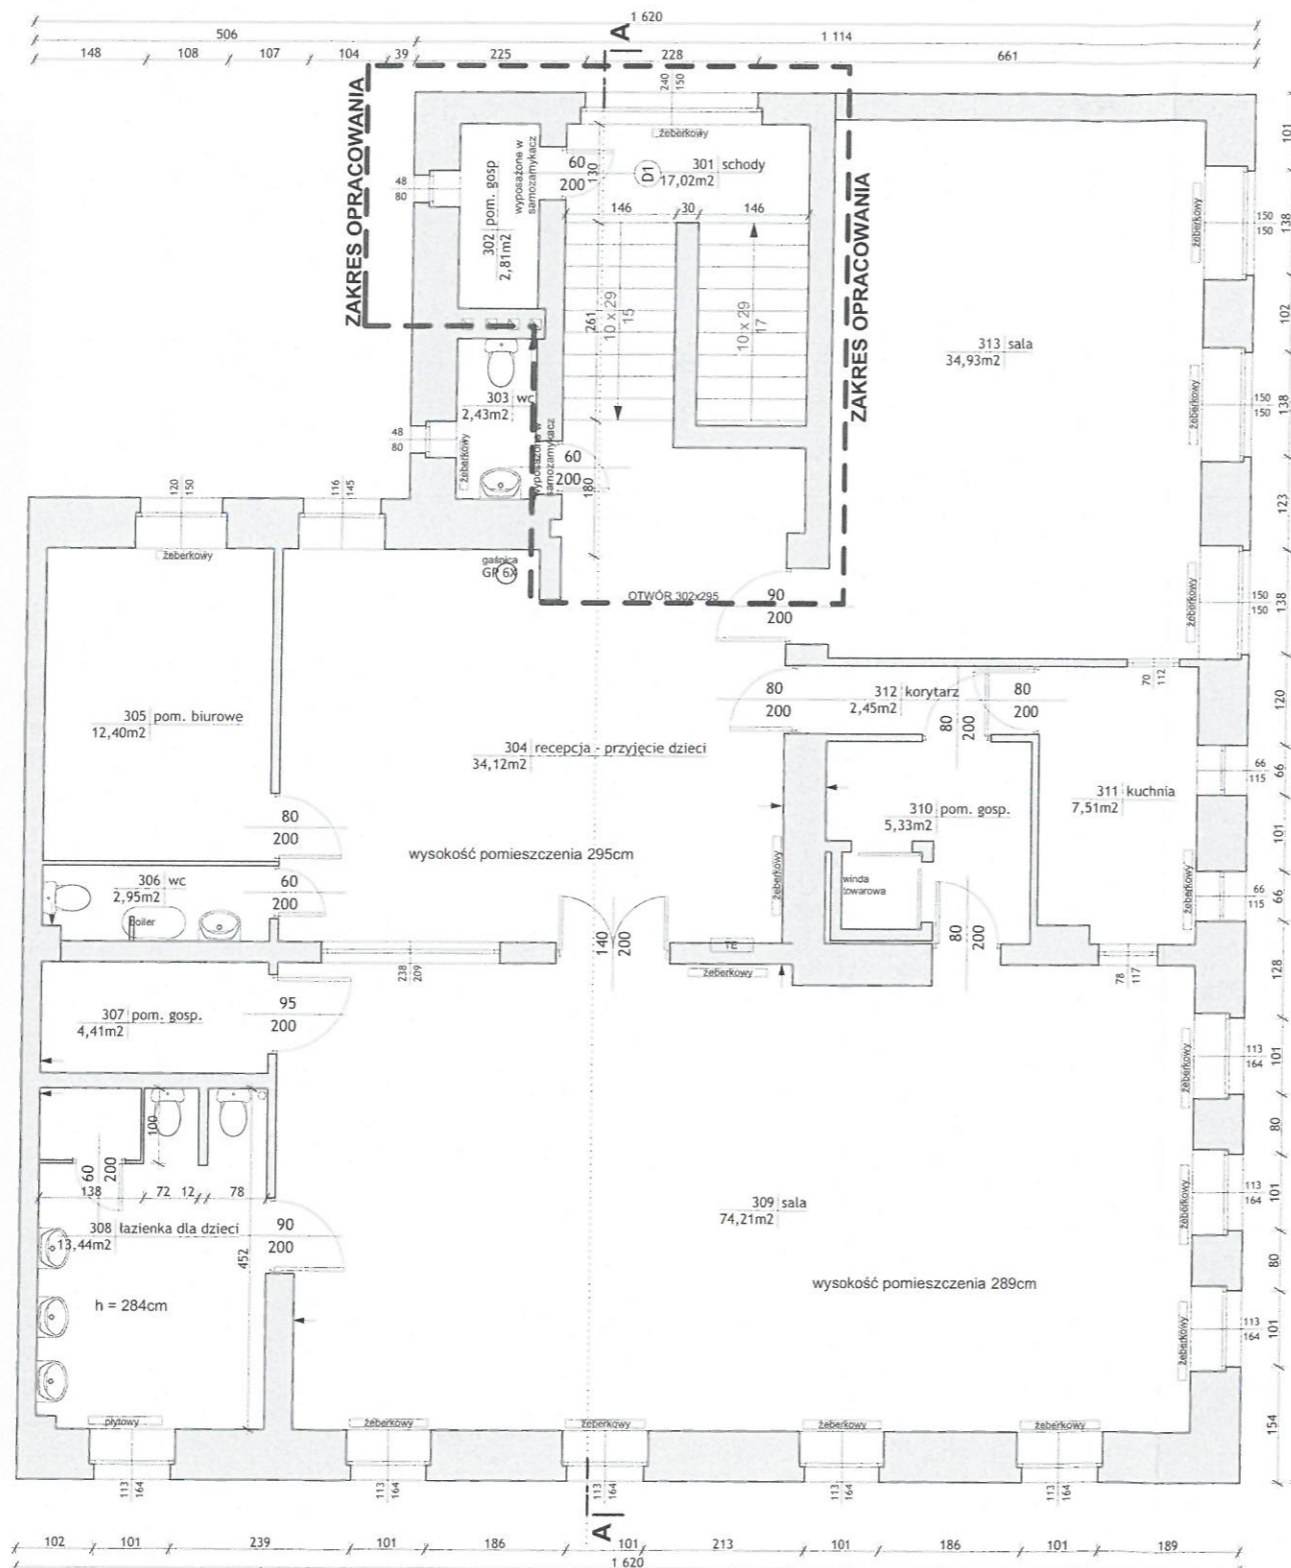 1 620
506
1 114
148
108
107
104
39
225
228
661
A
ZAKRES OPRACOWANIA
240
150
żeberkowy
101
48
80
302 pom. gosp
2,81m2
wyposażone w
samozamykacz
60
200
130
D1
301 schody
17,02m2
146
30
146
ZAKRES OPRACOWANIA
żeberkowy
150
150
138
261
10 x 29
15
10 x 29
17
102
313 sala
34,93m2
303 wc
2,43m2
żeberkowy
150
150
138
48
80
żeberkowy
wyposażone w
samozamykacz
60
200
180
123
120
150
116
145
żeberkowy
gaśnica
GP 6X
OTWÓR 302x295
90
200
żeberkowy
150
150
138
70
112
80
200
312 korytarz
2,45m2
80
200
80
200
120
305 pom. biurowe
12,40m2
304 recepcja - przyjęcie dzieci
34,12m2
66
115
66
311 kuchnia
7,51m2
310 pom. gosp.
5,33m2
80
200
101
wysokość pomieszczenia 295cm
żeberkowy
winda
towarowa
żeberkowy
66
115
66
306 wc
2,95m2
boiler
60
200
140
200
TE
żeberkowy
80
200
238
209
78
117
128
307 pom. gosp.
4,41m2
95
200
żeberkowy
113
164
101
100
60
200
80
138
72
12
78
309 sala
74,21m2
żeberkowy
113
164
101
308 łazienka dla dzieci
13,44m2
90
200
452
80
h = 284cm
wysokość pomieszczenia 289cm
żeberkowy
113
164
101
płytowy
żeberkowy
żeberkowy
żeberkowy
żeberkowy
154
113
164
113
164
113
164
113
164
113
164
A
102
101
239
101
186
101
213
101
186
101
189
1 620